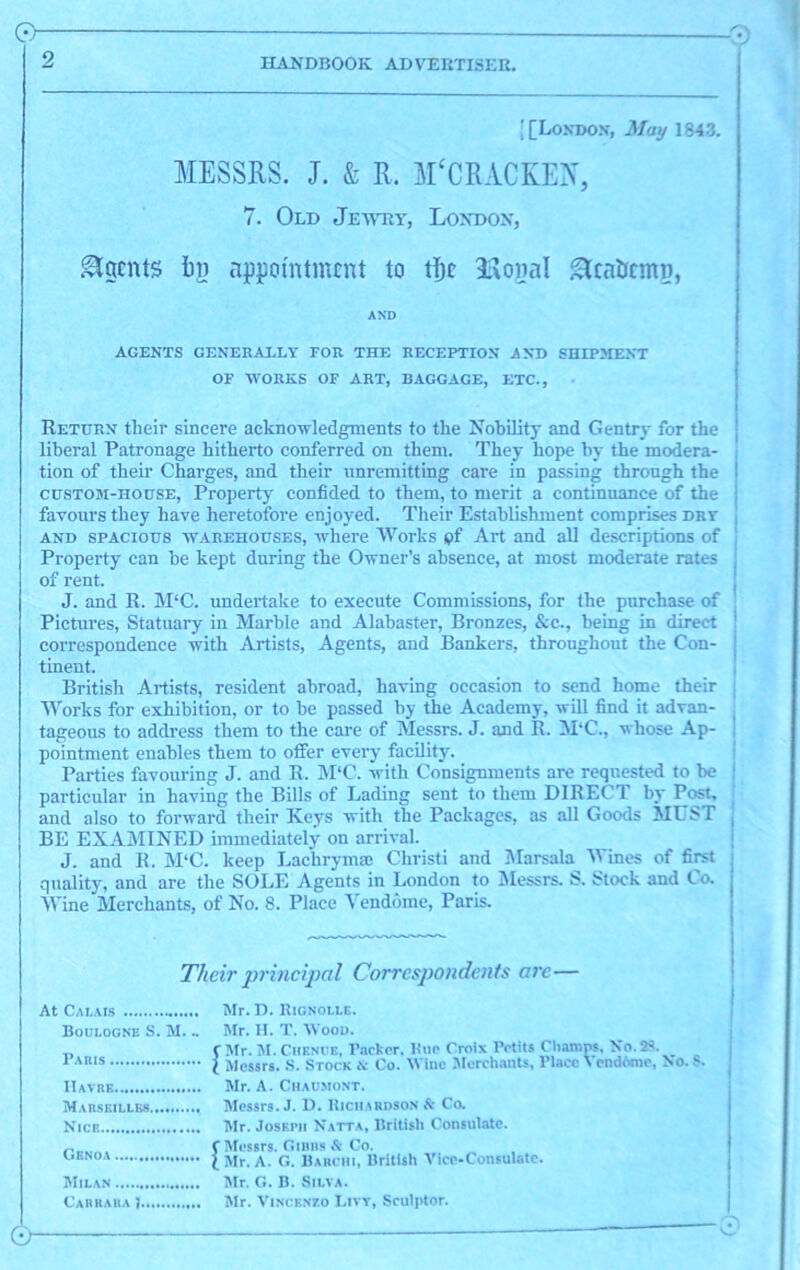 2 HANDBOOK ADVERTISER.
[LONDON, May 1843.
MESSRS. J. & R. M‘CRACKEN,
7. OLD JEWRY, LONDON,
Agents by appointment to the Royal Academy,
AND
AGENTS GENERALLY FOR THE RECEPTION AND SHIPMENT
OF WORKS OF ART, BAGGAGE, ETC.,
RETURN their sincere acknowledgments to the Nobility and Gentry for the
liberal Patronage hitherto conferred on them. They hope by the modera-
tion of their Charges, and their unremitting care in passing through the
CUSTOM-HOUSE, Property confided to them, to merit a continuance of the
favours they have heretofore enjoyed. Their Establishment comprises DRY
AND SPACIOUS WAREHOUSES, where Works of Art and all descriptions of
Property can be kept during the Owner's absence, at most moderate rates
of rent.
J. and R. M‘C. undertake to execute Commissions, for the purchase of
Pictures, Statuary in Marble and Alabaster, Bronzes, &c., being in direct
correspondence with Artists, Agents, and Bankers, throughout the Con-
tinent.
British Artists, resident abroad, having occasion to send home their
Works for exhibition, or to be passed by the Academy, will find it advan-
tageous to address them to the care of Messrs. J. and R. M‘C., whose Ap-
pointment enables them to offer every facility.
Parties favouring J. and R. M‘C. with Consignments are requested to be
particular in having the Bills of Lading sent to them DIRECT by Post,
and also to forward their Keys with the Packages, as all Goods MUST
BE EXAMINED immediately on arrival.
J. and R. M‘C. keep Lachrymæ Christi and Marsala Wines of first
quality, and are the SOLE Agents in London to Messrs. S. Stock and Co.
Wine Merchants, of No. 8. Place Vendôme, Paris.
Their principal Correspondents are—
At CALAIS .............. Mr. D. RIGNOLLE.
BOULOGNE S. M. .. Mr. H. T. WOOD.
PARIS .................. { Mr. M. CHENUE, Packer, Rue Croix Petits Champs, No. 28.
{ Messrs. S. STOCK & Co. Wine Merchants, Place Vendôme, No. 8.
HAVRE.................. Mr. A. CHAUMONT.
MARSEILLES.......... Messrs. J. D. RICHARDSON & Co.
NICE..................... Mr. JOSEPH NATTA, British Consulate.
GENOA .................. { Messrs. GIBBS & Co.
{ Mr. A. G. BARCHI, British Vice-Consulate.
MILAN .................. Mr. G. B. SILVA.
CARRARA ............ Mr. VINCENZO LIVY, Sculptor.